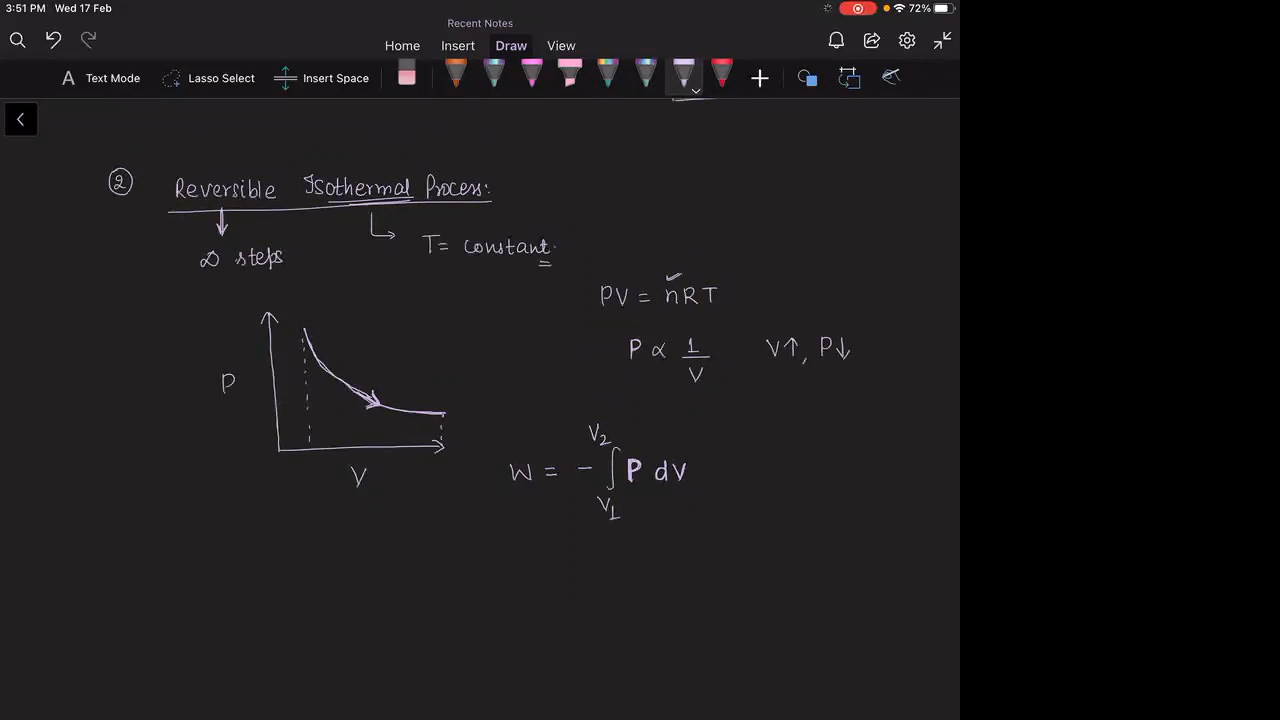 3:51 PM Wed 17 Feb
72%
Recent Notes
Home Insert Draw View
A Text Mode Lasso Select Insert Space
② Reversible Isothermal Process:
∞ steps
T = constant
PV = nRT
P ∝ 1/V V↑, P↓
P
V
W = - ∫ P dV
V2
V1